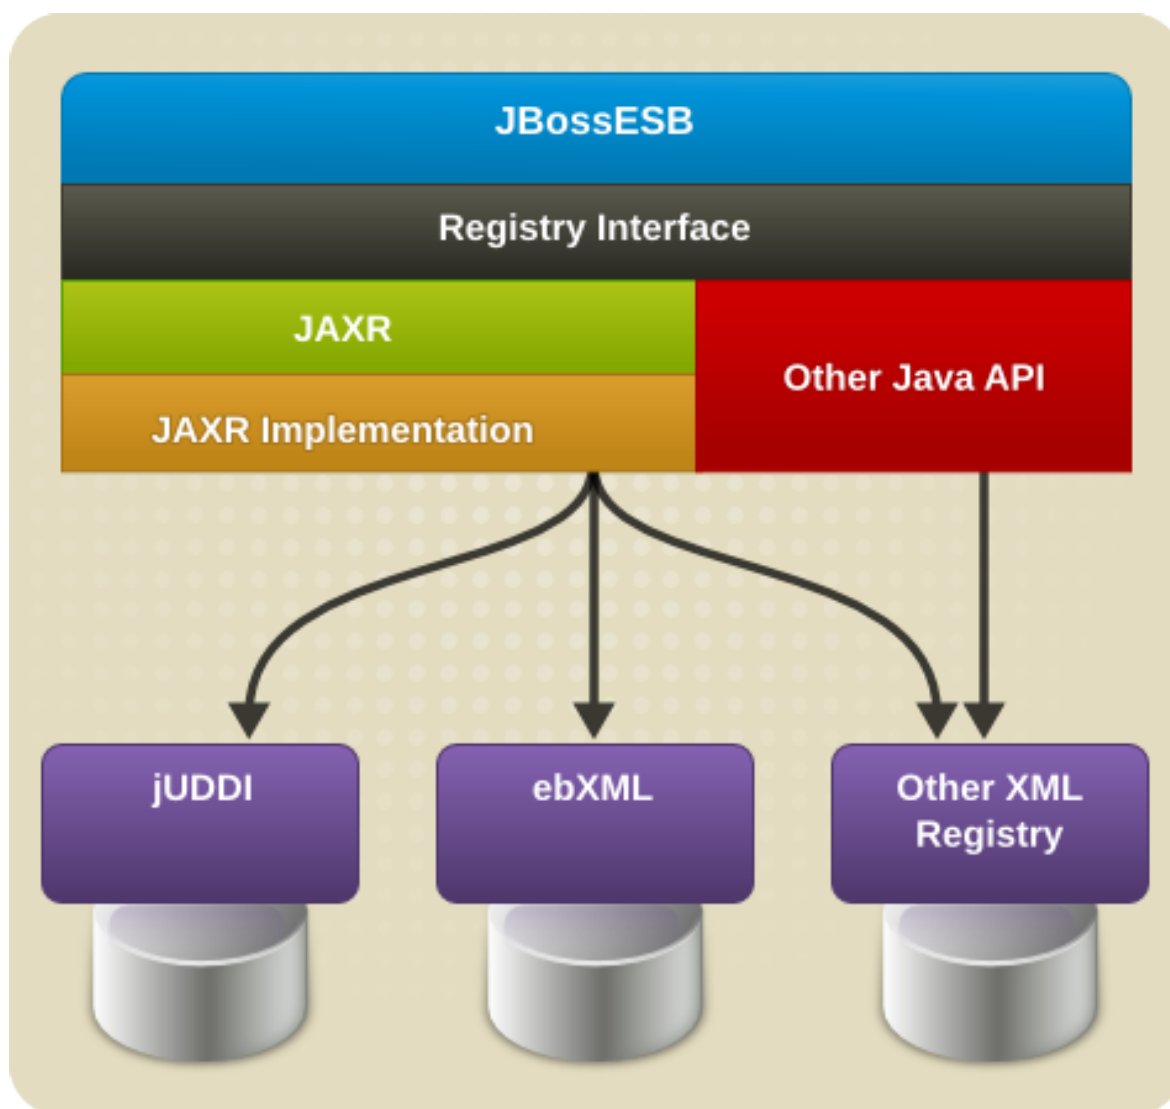 JBossESB
Registry Interface
JAXR
Other Java API
JAXR Implementation
jUDDI
ebXML
Other XML
Registry